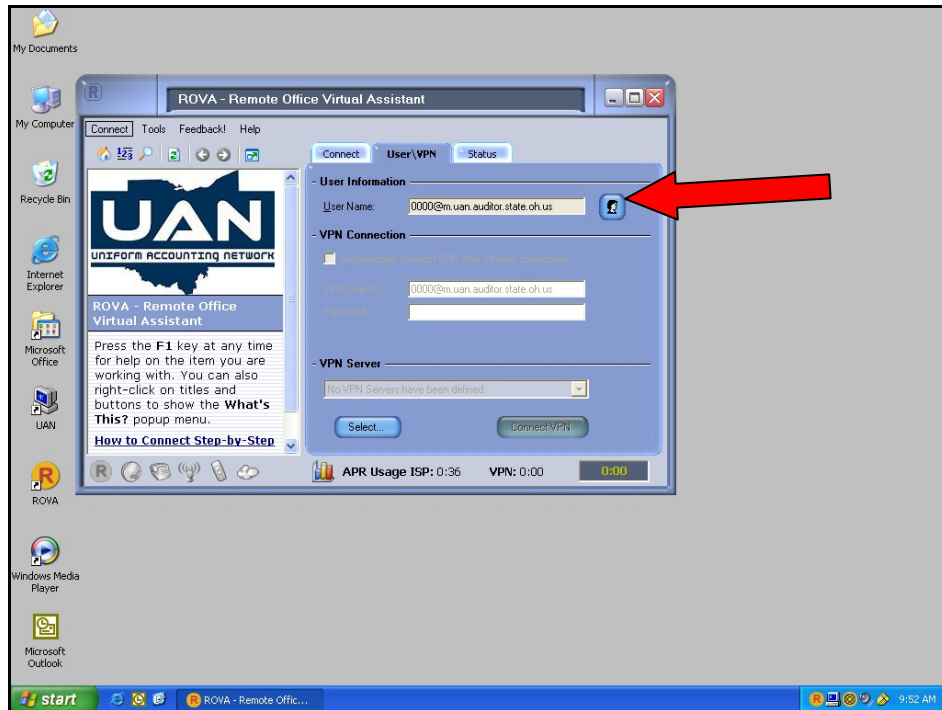 My Documents
My Computer
Recycle Bin
Internet
Explorer
Microsoft
Office
UAN
ROVA
Windows Media
Player
Microsoft
Outlook
R
ROVA - Remote Office Virtual Assistant
Connect Tools Feedback! Help
123
Connect User\VPN Status
UAN
UNIFORM ACCOUNTING NETWORK
ROVA - Remote Office
Virtual Assistant
Press the F1 key at any time
for help on the item you are
working with. You can also
right-click on titles and
buttons to show the What's
This? popup menu.
How to Connect Step-by-Step
User Information
User Name: 0000@m.uan.auditor.state.oh.us
VPN Connection
Automatically connect VPN after Internet connection
VPN User ID: 0000@m.uan.auditor.state.oh.us
Password:
VPN Server
No VPN Servers have been defined.
Select... Connect VPN
R
APR Usage ISP: 0:36 VPN: 0:00 0:00
start R ROVA - Remote Offic... R 9:52 AM